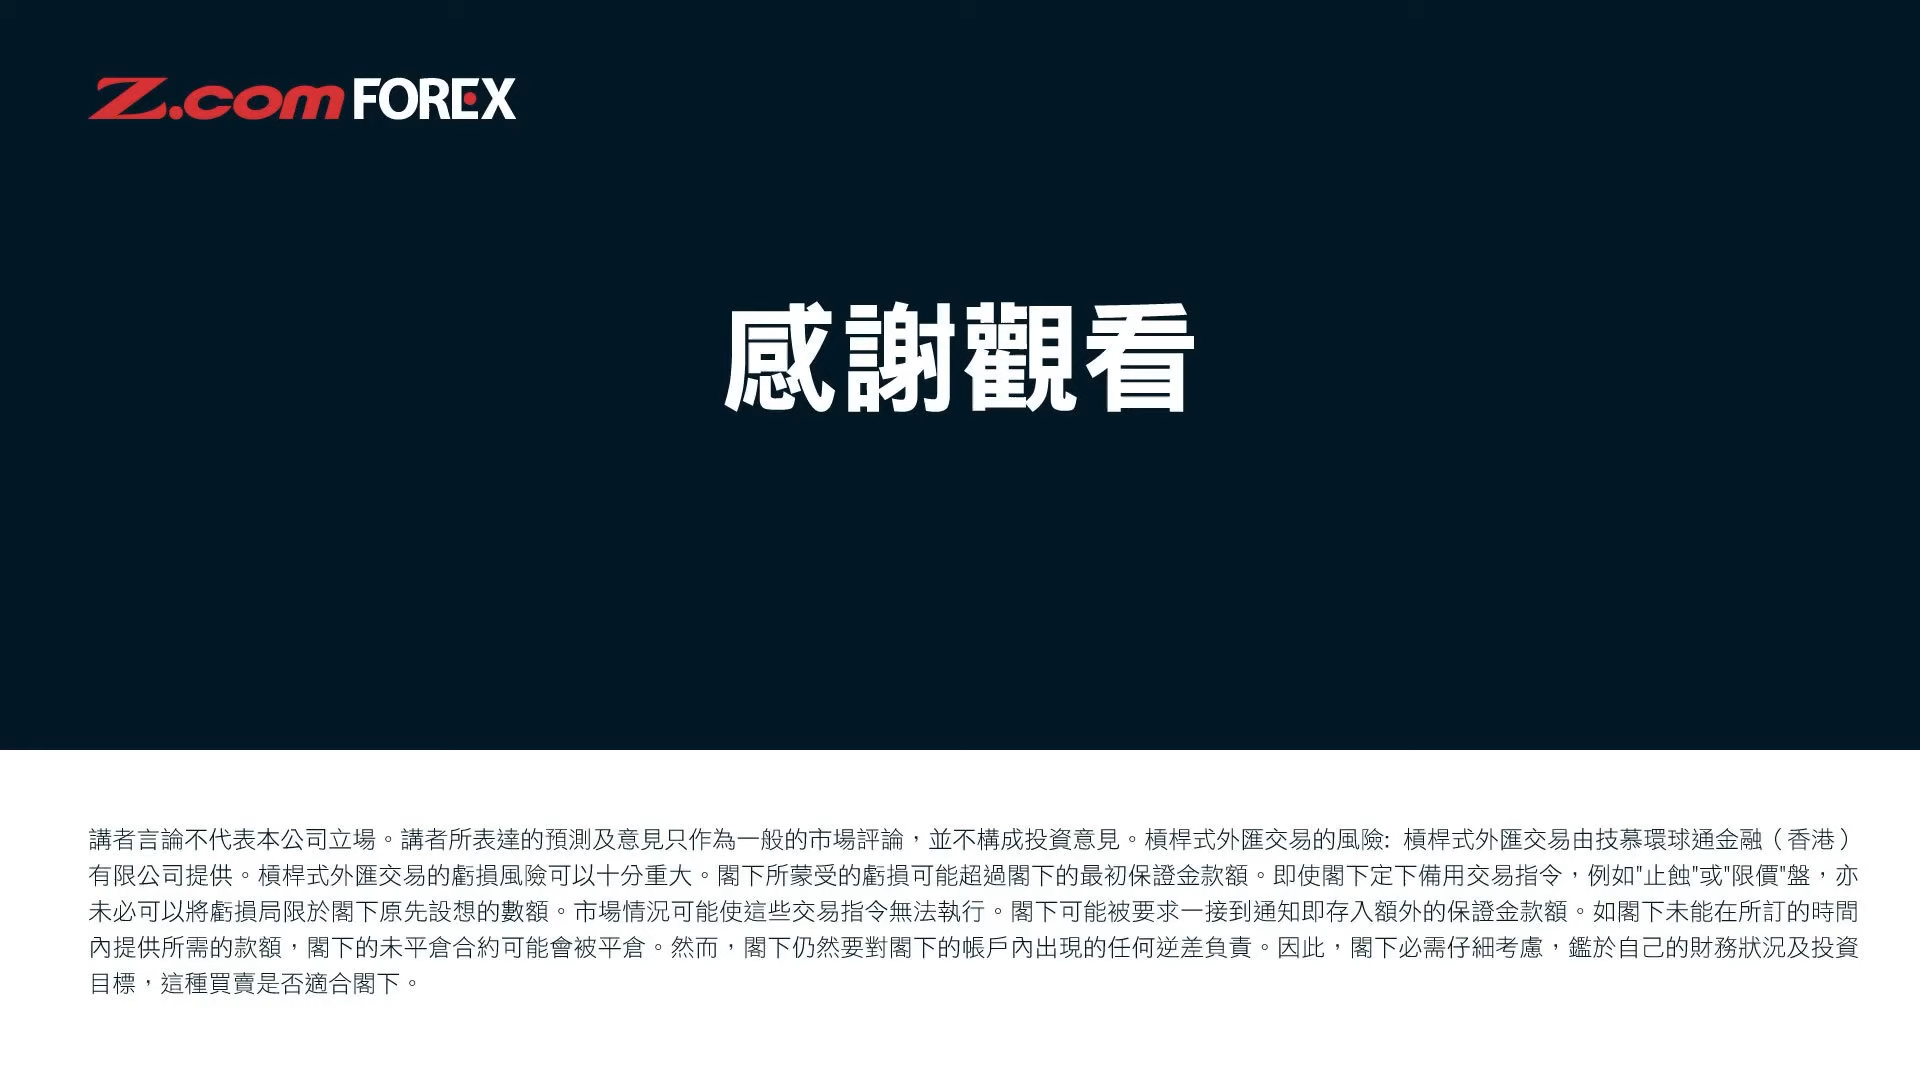 Z.com FOREX
感謝觀看
講者言論不代表本公司立場。講者所表達的預測及意見只作為一般的市場評論，並不構成投資意見。槓桿式外匯交易的風險: 槓桿式外匯交易由技慕環球通金融（香港）
有限公司提供。槓桿式外匯交易的虧損風險可以十分重大。閣下所蒙受的虧損可能超過閣下的最初保證金款額。即使閣下定下備用交易指令，例如"止蝕"或"限價"盤，亦
未必可以將虧損局限於閣下原先設想的數額。市場情況可能使這些交易指令無法執行。閣下可能被要求一接到通知即存入額外的保證金款額。如閣下未能在所訂的時間
內提供所需的款額，閣下的未平倉合約可能會被平倉。然而，閣下仍然要對閣下的帳戶內出現的任何逆差負責。因此，閣下必需仔細考慮，鑑於自己的財務狀況及投資
目標，這種買賣是否適合閣下。